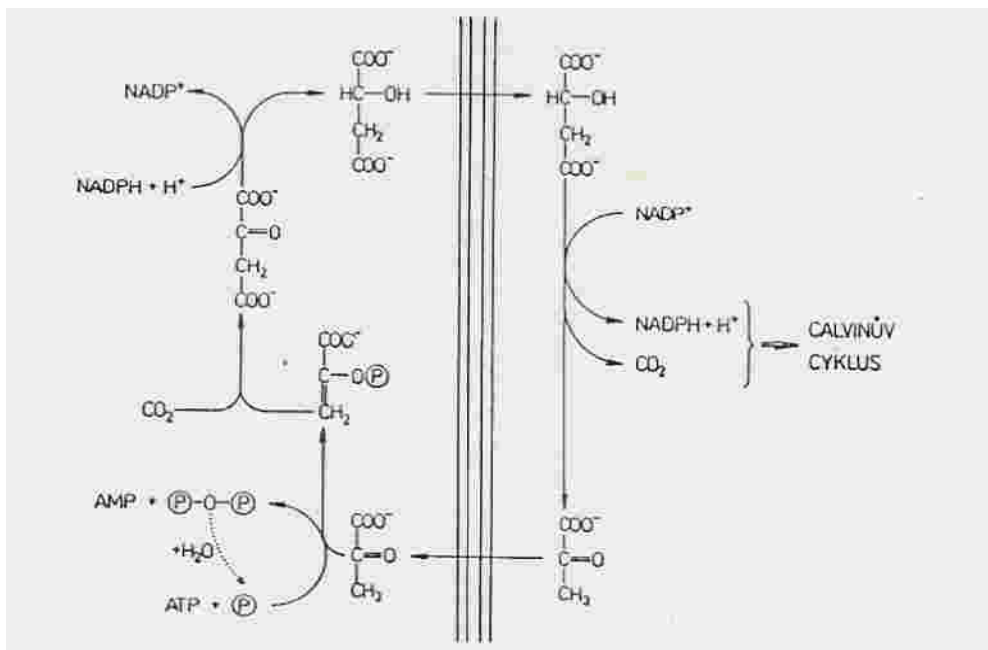 COO⁻
HC—OH
CH₂
COO⁻
NADP⁺
NADPH + H⁺
COO⁻
C=O
CH₂
COO⁻
COO⁻
C—O P
CH₂
CO₂
AMP + P-O-P
+H₂O
ATP + P
COO⁻
C=O
CH₃
COO⁻
HC—OH
CH₂
COO⁻
NADP⁺
NADPH + H⁺
CO₂
CALVINŮV
CYKLUS
COO⁻
C=O
CH₃